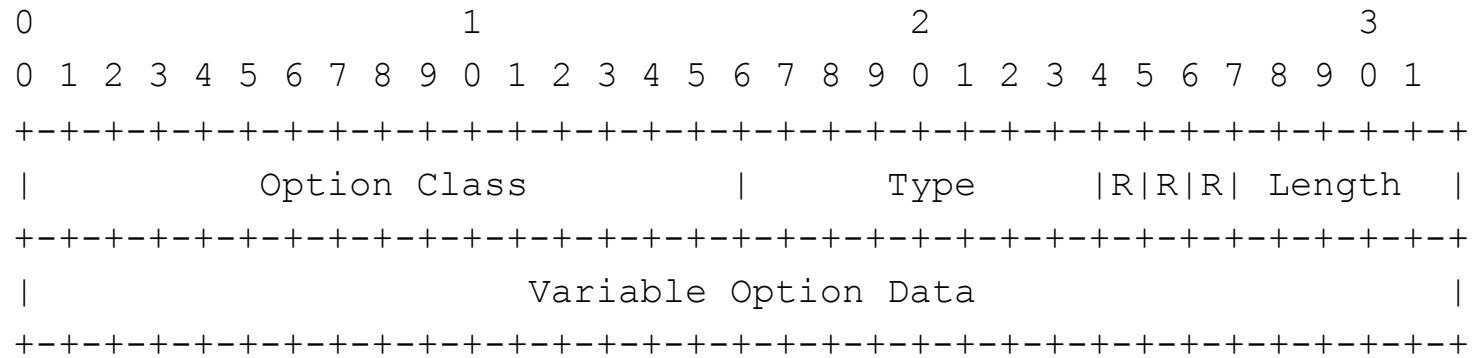 0                   1                   2                   3
0 1 2 3 4 5 6 7 8 9 0 1 2 3 4 5 6 7 8 9 0 1 2 3 4 5 6 7 8 9 0 1
+-+-+-+-+-+-+-+-+-+-+-+-+-+-+-+-+-+-+-+-+-+-+-+-+-+-+-+-+-+-+-+-+
|          Option Class         |      Type     |R|R|R| Length  |
+-+-+-+-+-+-+-+-+-+-+-+-+-+-+-+-+-+-+-+-+-+-+-+-+-+-+-+-+-+-+-+-+
|                      Variable Option Data                     |
+-+-+-+-+-+-+-+-+-+-+-+-+-+-+-+-+-+-+-+-+-+-+-+-+-+-+-+-+-+-+-+-+